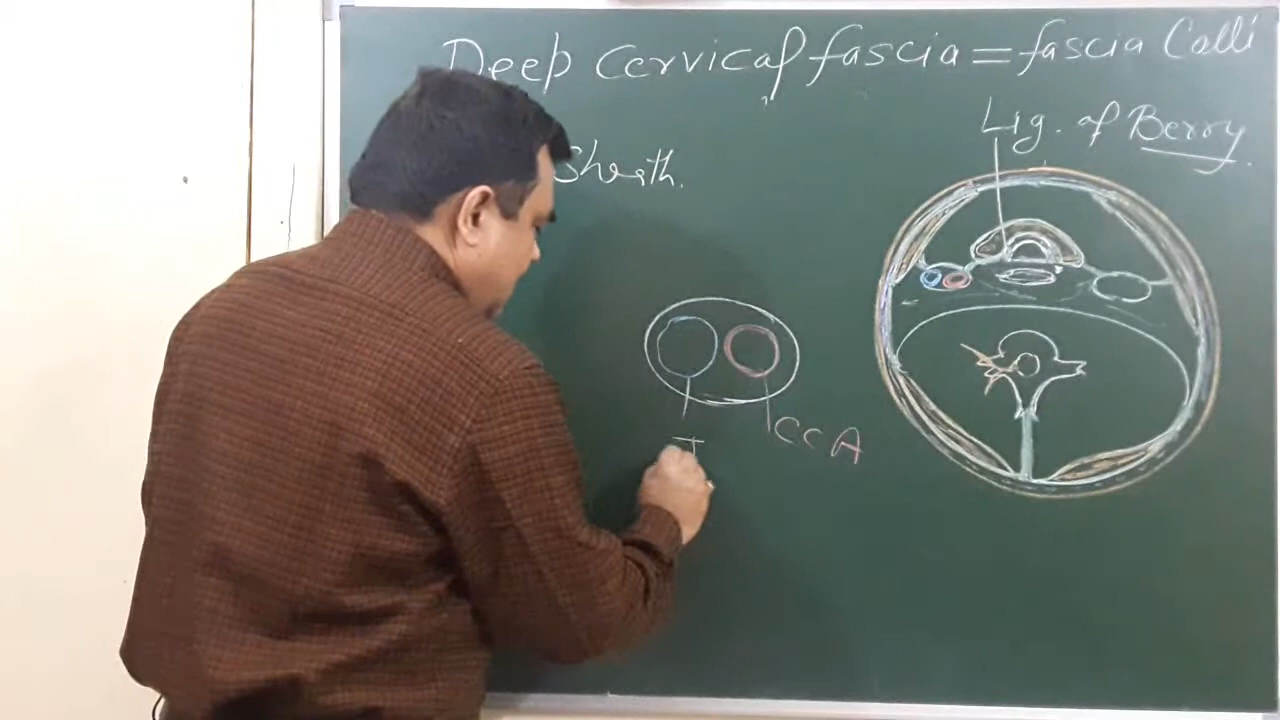 Deep Cervical fascia = fascia Colli
Lig. of Berry.
Sheath.
CCA
I